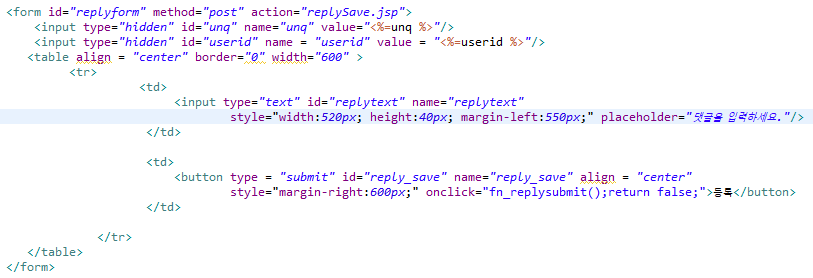 <form id="replyform" method="post" action="replySave.jsp">
<input type="hidden" id="unq" name="unq" value="<%=unq %>"/>
<input type="hidden" id="userid" name = "userid" value = "<%=userid %>"/>
<table align = "center" border="0" width="600" >
<tr>
<td>
<input type="text" id="replytext" name="replytext"
style="width:520px; height:40px; margin-left:550px;" placeholder="댓글을 입력하세요."/>
</td>
<td>
<button type = "submit" id="reply_save" name="reply_save" align = "center"
style="margin-right:600px;" onclick="fn_replysubmit();return false;">등록</button>
</td>
</tr>
</table>
</form>